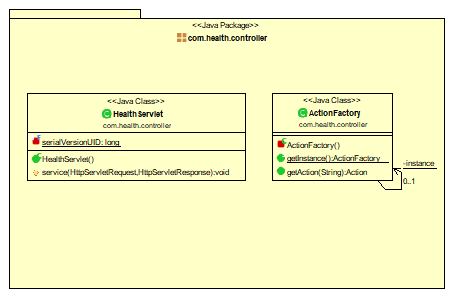 <<Java Package>>
com.health.controller
<<Java Class>>
HealthServlet
com.health.controller
serialVersionUID: long
HealthServlet()
service(HttpServletRequest,HttpServletResponse):void
<<Java Class>>
ActionFactory
com.health.controller
ActionFactory()
getInstance():ActionFactory
getAction(String):Action
-instance
0..1